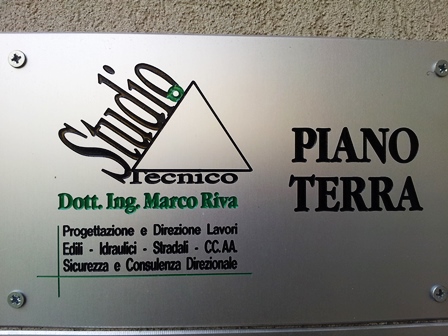 Studio
Tecnico
Dott. Ing. Marco Riva
Progettazione e Direzione Lavori
Edili - Idraulici - Stradali - CC.AA.
Sicurezza e Consulenza Direzionale
PIANO
TERRA